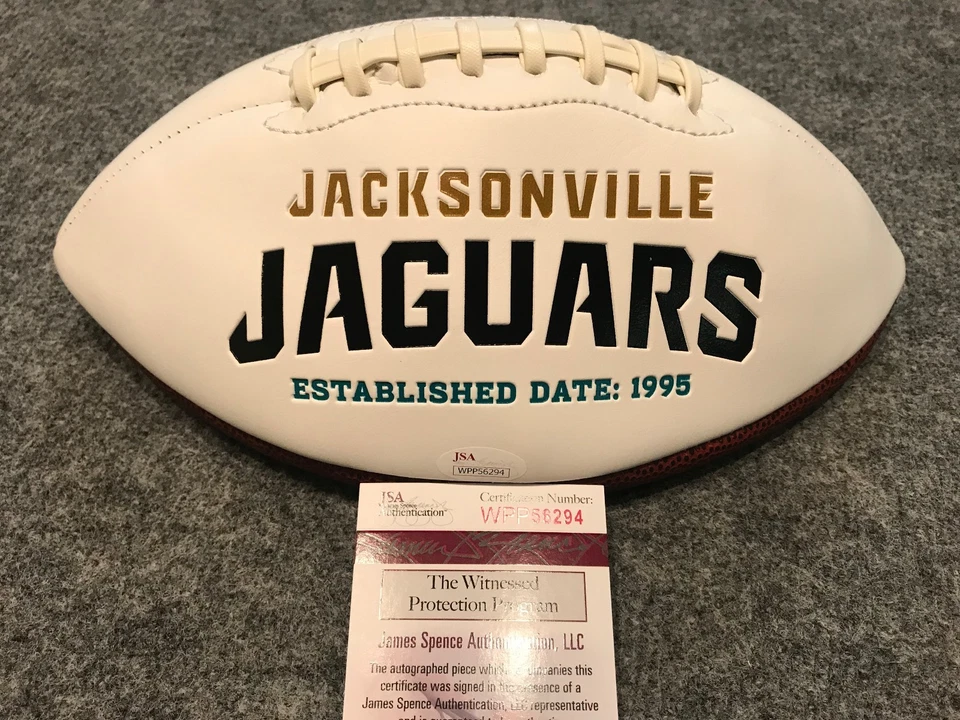 JACKSONVILLE
JAGUARS
ESTABLISHED DATE: 1995
JSA
WPP56294
JSA
Authentication
Certification Number:
WPP56294
The Witnessed
Protection Program
James Spence Authentication, LLC
The autographed piece which accompanies this
certificate was signed in the presence of a
James Spence Authentication, LLC representative